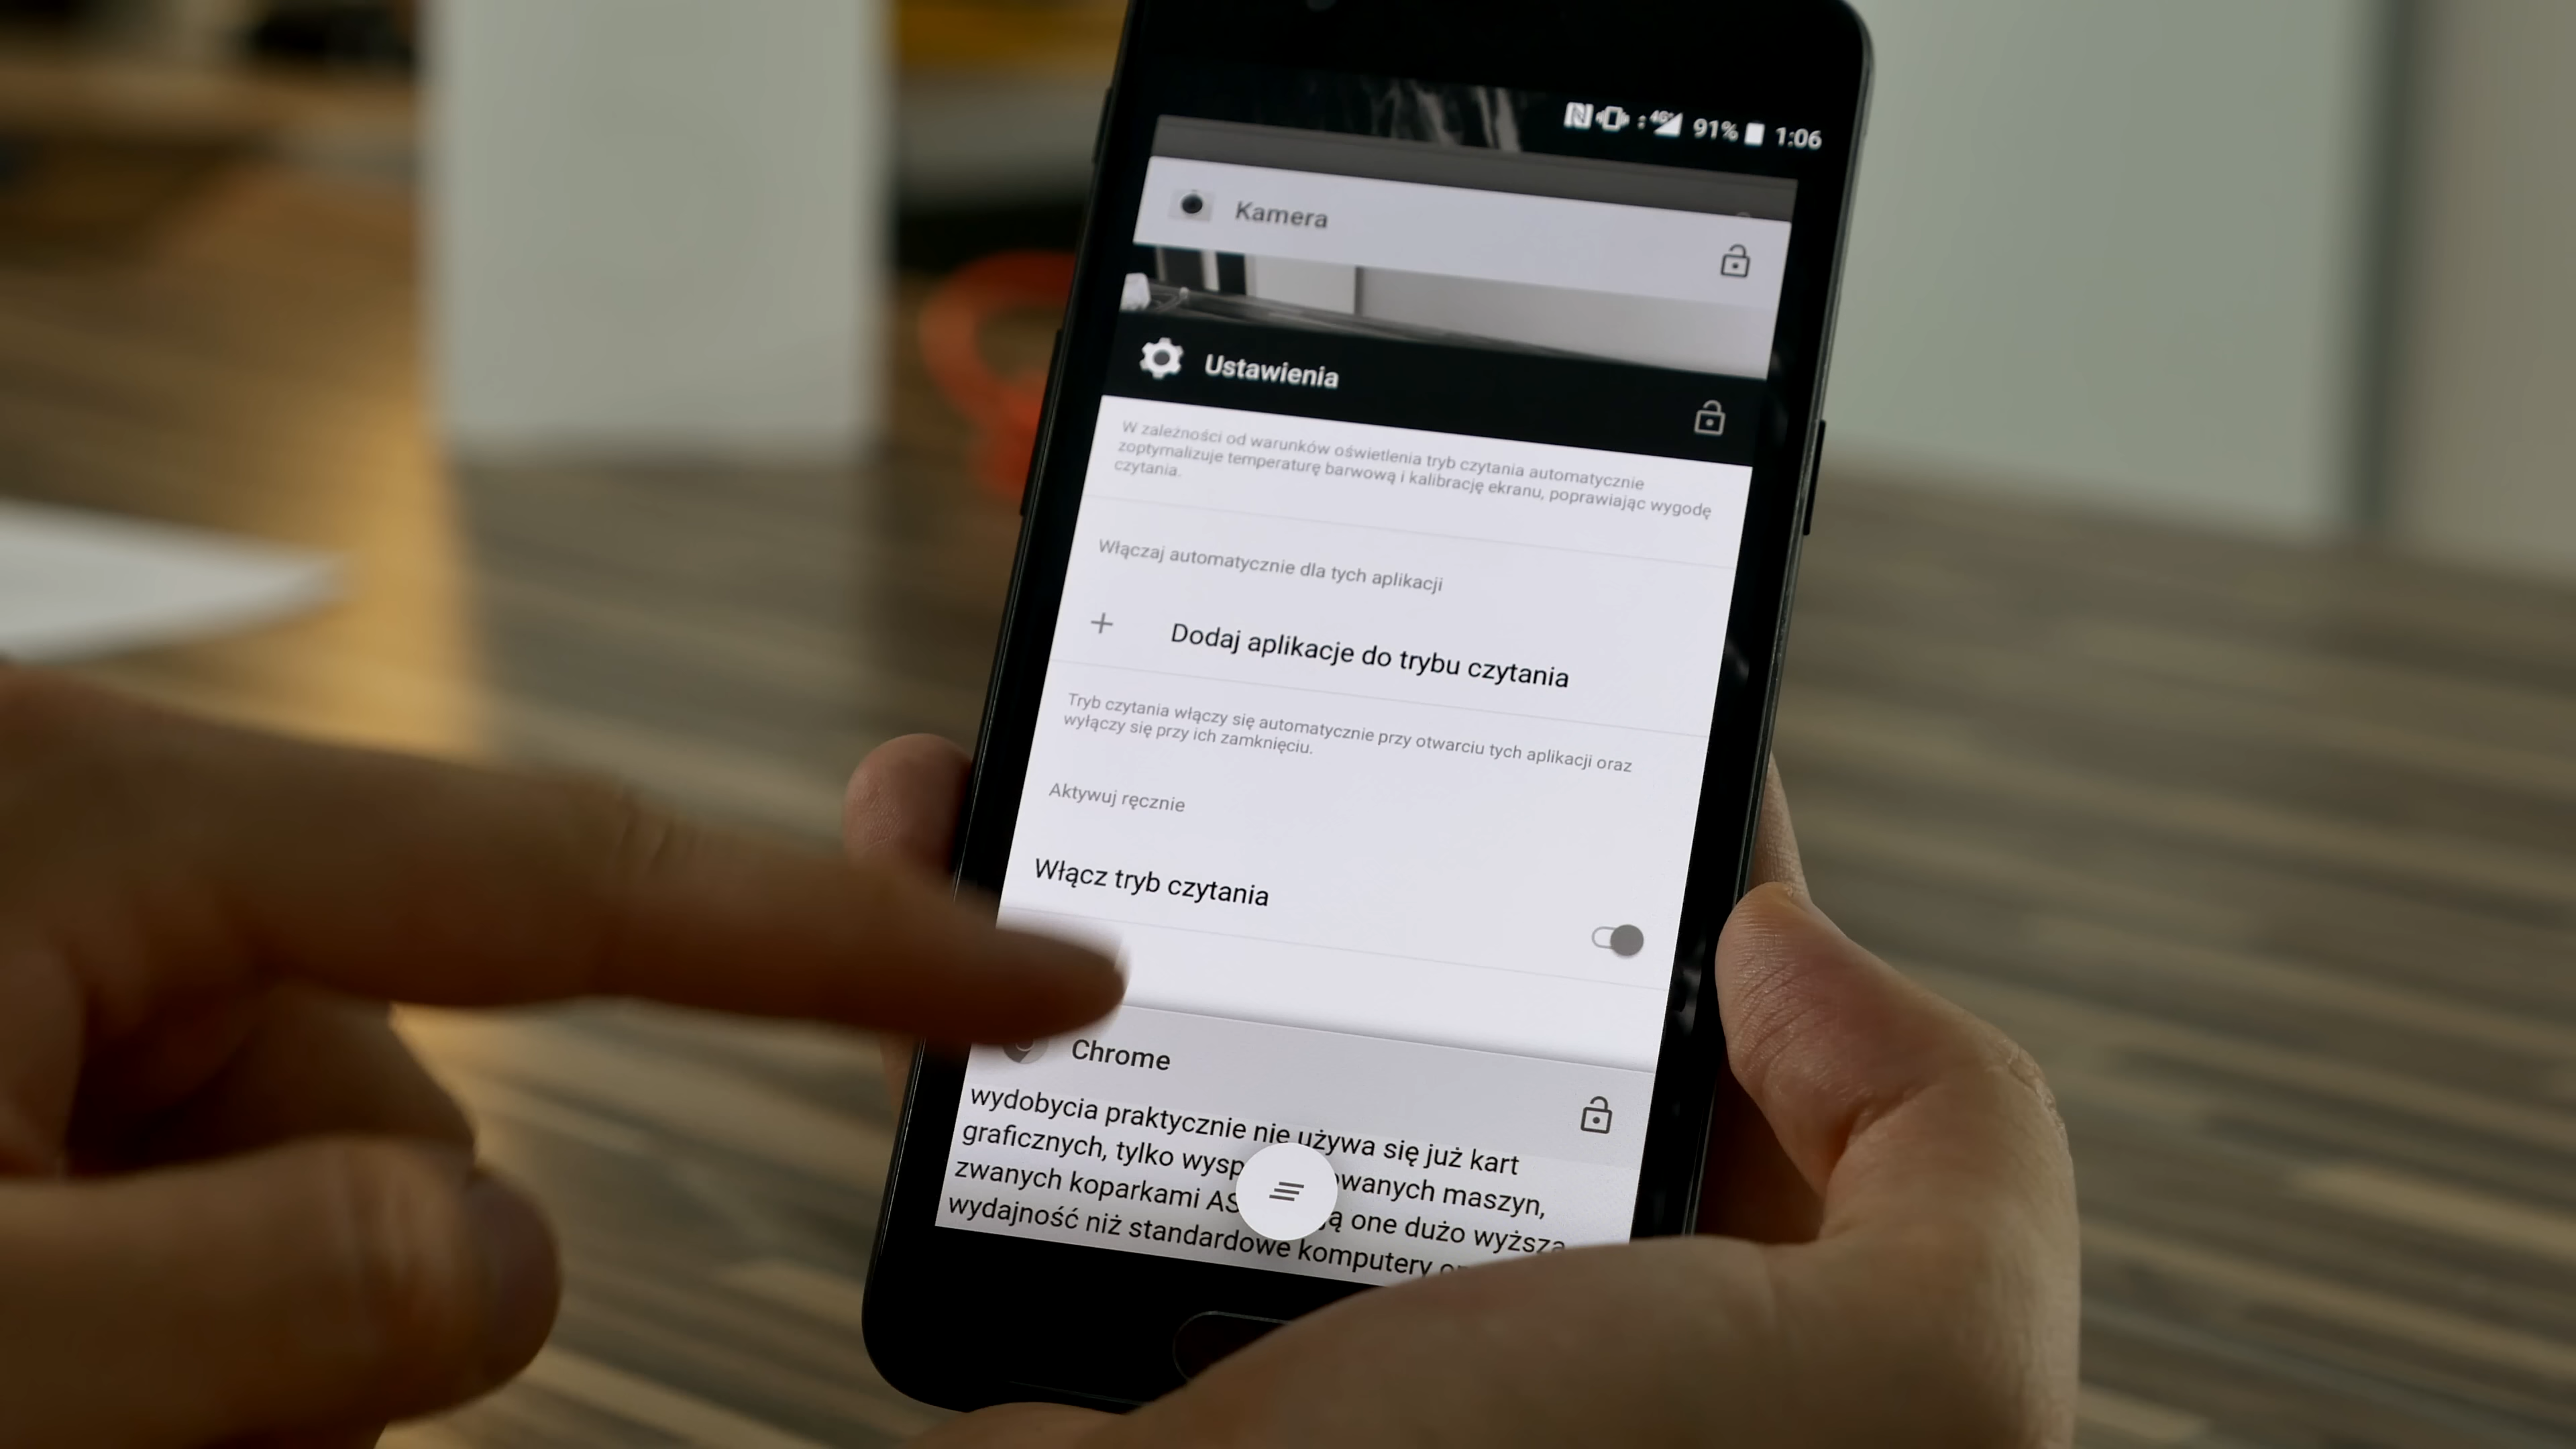 4G+ 91% 1:06
Kamera
Ustawienia
W zależności od warunków oświetlenia tryb czytania automatycznie
zoptymalizuje temperaturę barwową i kalibrację ekranu, poprawiając wygodę
czytania.
Włączaj automatycznie dla tych aplikacji
+ Dodaj aplikacje do trybu czytania
Tryb czytania włączy się automatycznie przy otwarciu tych aplikacji oraz
wyłączy się przy ich zamknięciu.
Aktywuj ręcznie
Włącz tryb czytania
Chrome
wydobycia praktycznie nie używa się już kart
graficznych, tylko wysp owanych maszyn,
zwanych koparkami AS ą one dużo wyższą
wydajność niż standardowe komputery